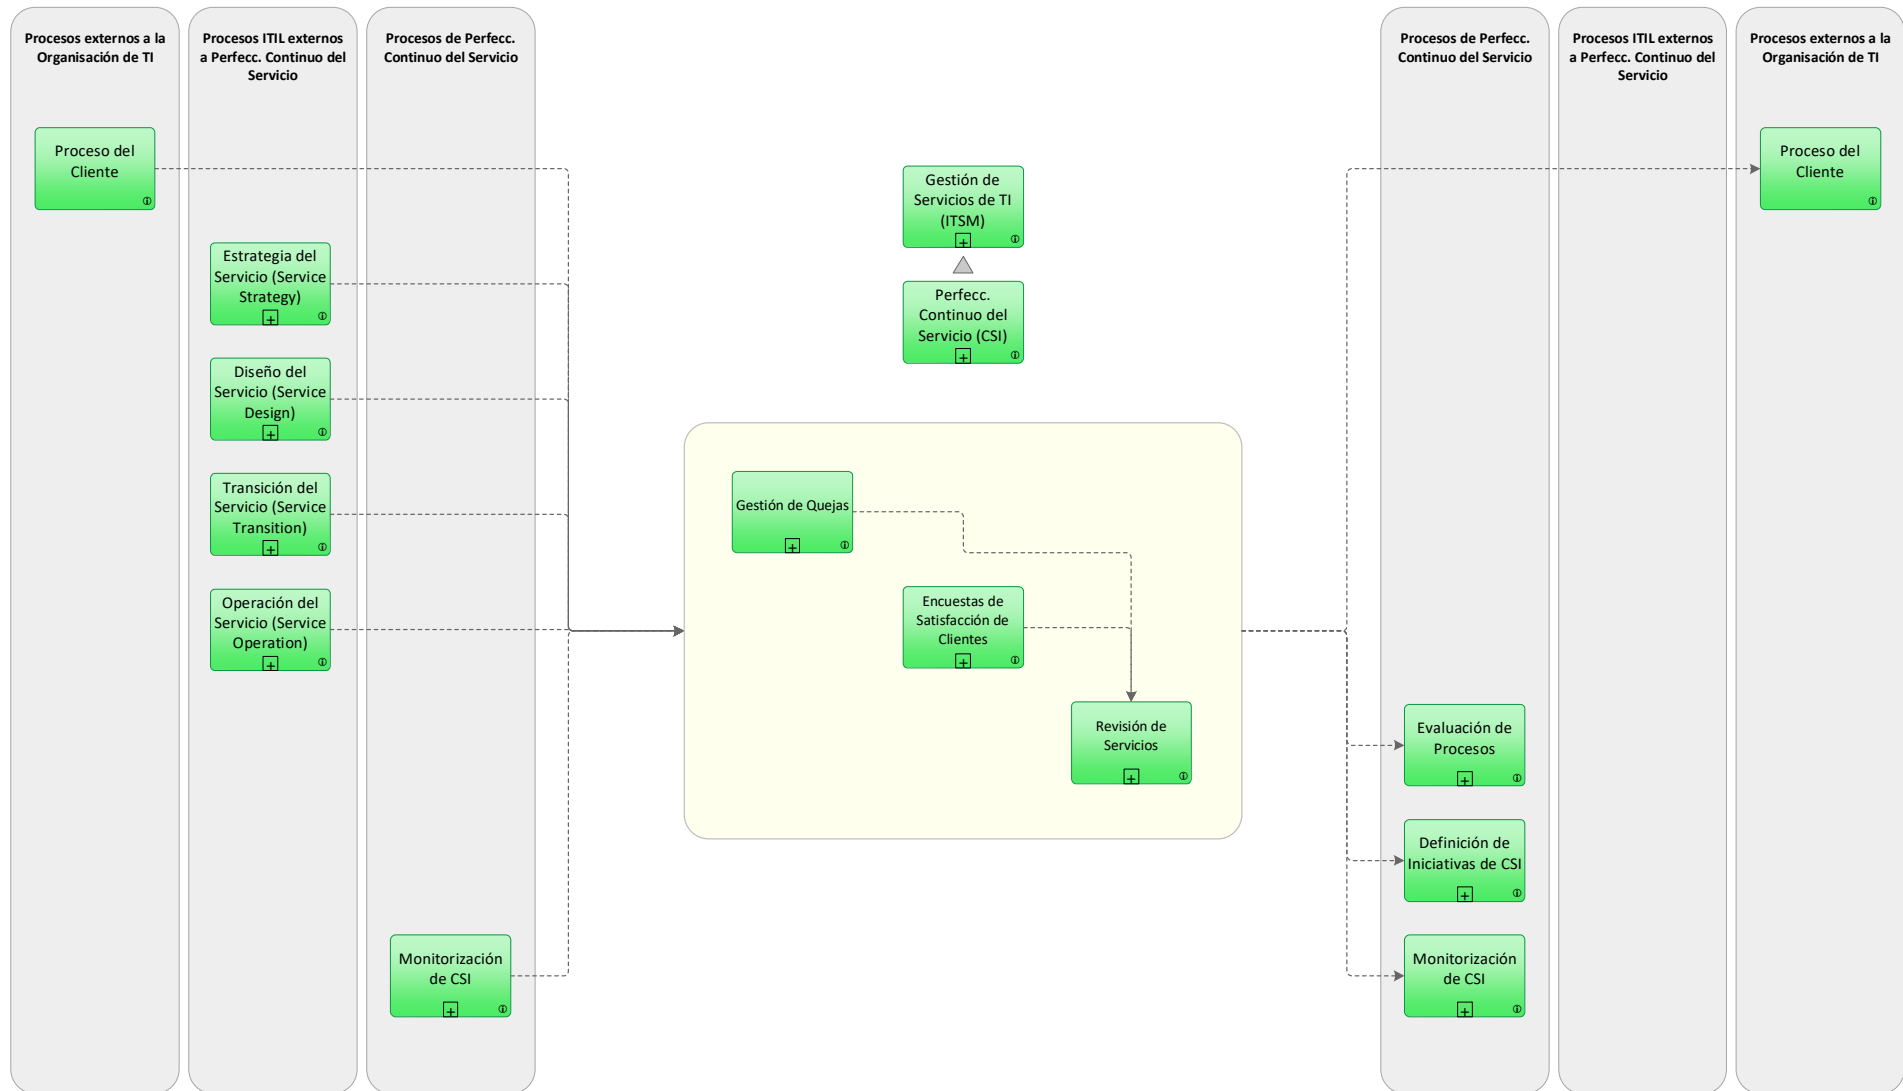 Procesos externos a la
Organisación de TI
Procesos ITIL externos
a Perfecc. Continuo del
Servicio
Procesos de Perfecc.
Continuo del Servicio
Procesos de Perfecc.
Continuo del Servicio
Procesos ITIL externos
a Perfecc. Continuo del
Servicio
Procesos externos a la
Organisación de TI
Proceso del
Cliente
Estrategia del
Servicio (Service
Strategy)
Diseño del
Servicio (Service
Design)
Transición del
Servicio (Service
Transition)
Operación del
Servicio (Service
Operation)
Monitorización
de CSI
Gestión de
Servicios de TI
(ITSM)
Perfecc.
Continuo del
Servicio (CSI)
Gestión de Quejas
Encuestas de
Satisfacción de
Clientes
Revisión de
Servicios
Evaluación de
Procesos
Definición de
Iniciativas de CSI
Monitorización
de CSI
Proceso del
Cliente